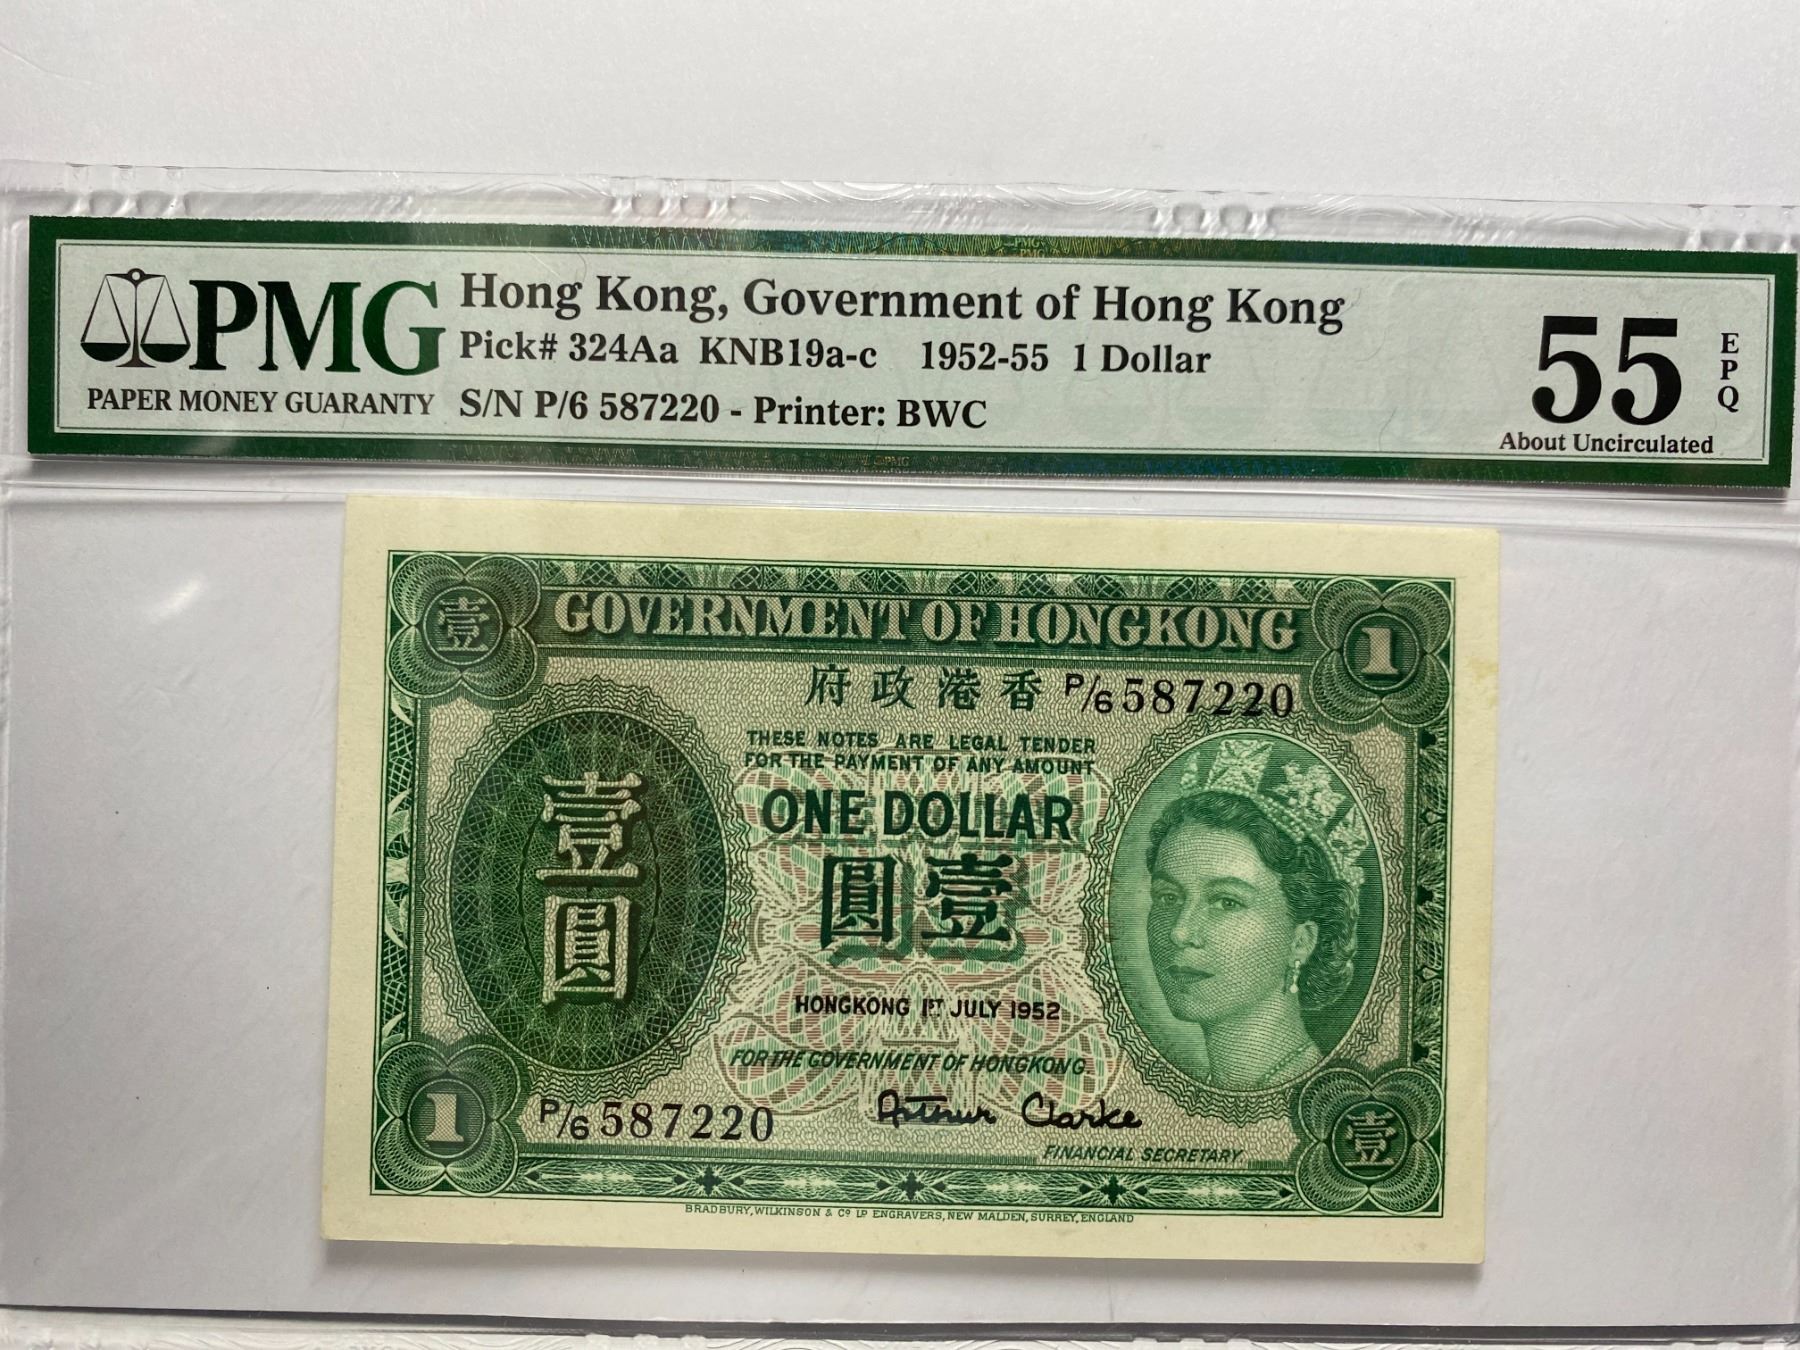 PMG
PAPER MONEY GUARANTY
Hong Kong, Government of Hong Kong
Pick# 324Aa KNB19a-c 1952-55 1 Dollar
S/N P/6 587220 - Printer: BWC
55
EPQ
About Uncirculated
壹
GOVERNMENT OF HONGKONG
1
府政港香
P/6 587220
THESE NOTES ARE LEGAL TENDER
FOR THE PAYMENT OF ANY AMOUNT
ONE DOLLAR
壹圓
圓壹
HONGKONG 1ST JULY 1952
FOR THE GOVERNMENT OF HONGKONG.
1
P/6 587220
Arthur Clarke
FINANCIAL SECRETARY.
壹
BRADBURY, WILKINSON & Co LD ENGRAVERS, NEW MALDEN, SURREY, ENGLAND